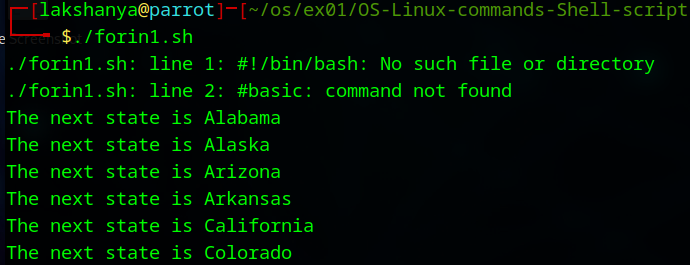 [lakshanya@parrot]─[~/os/ex01/OS-Linux-commands-Shell-script
$./forin1.sh
./forin1.sh: line 1: #!/bin/bash: No such file or directory
./forin1.sh: line 2: #basic: command not found
The next state is Alabama
The next state is Alaska
The next state is Arizona
The next state is Arkansas
The next state is California
The next state is Colorado